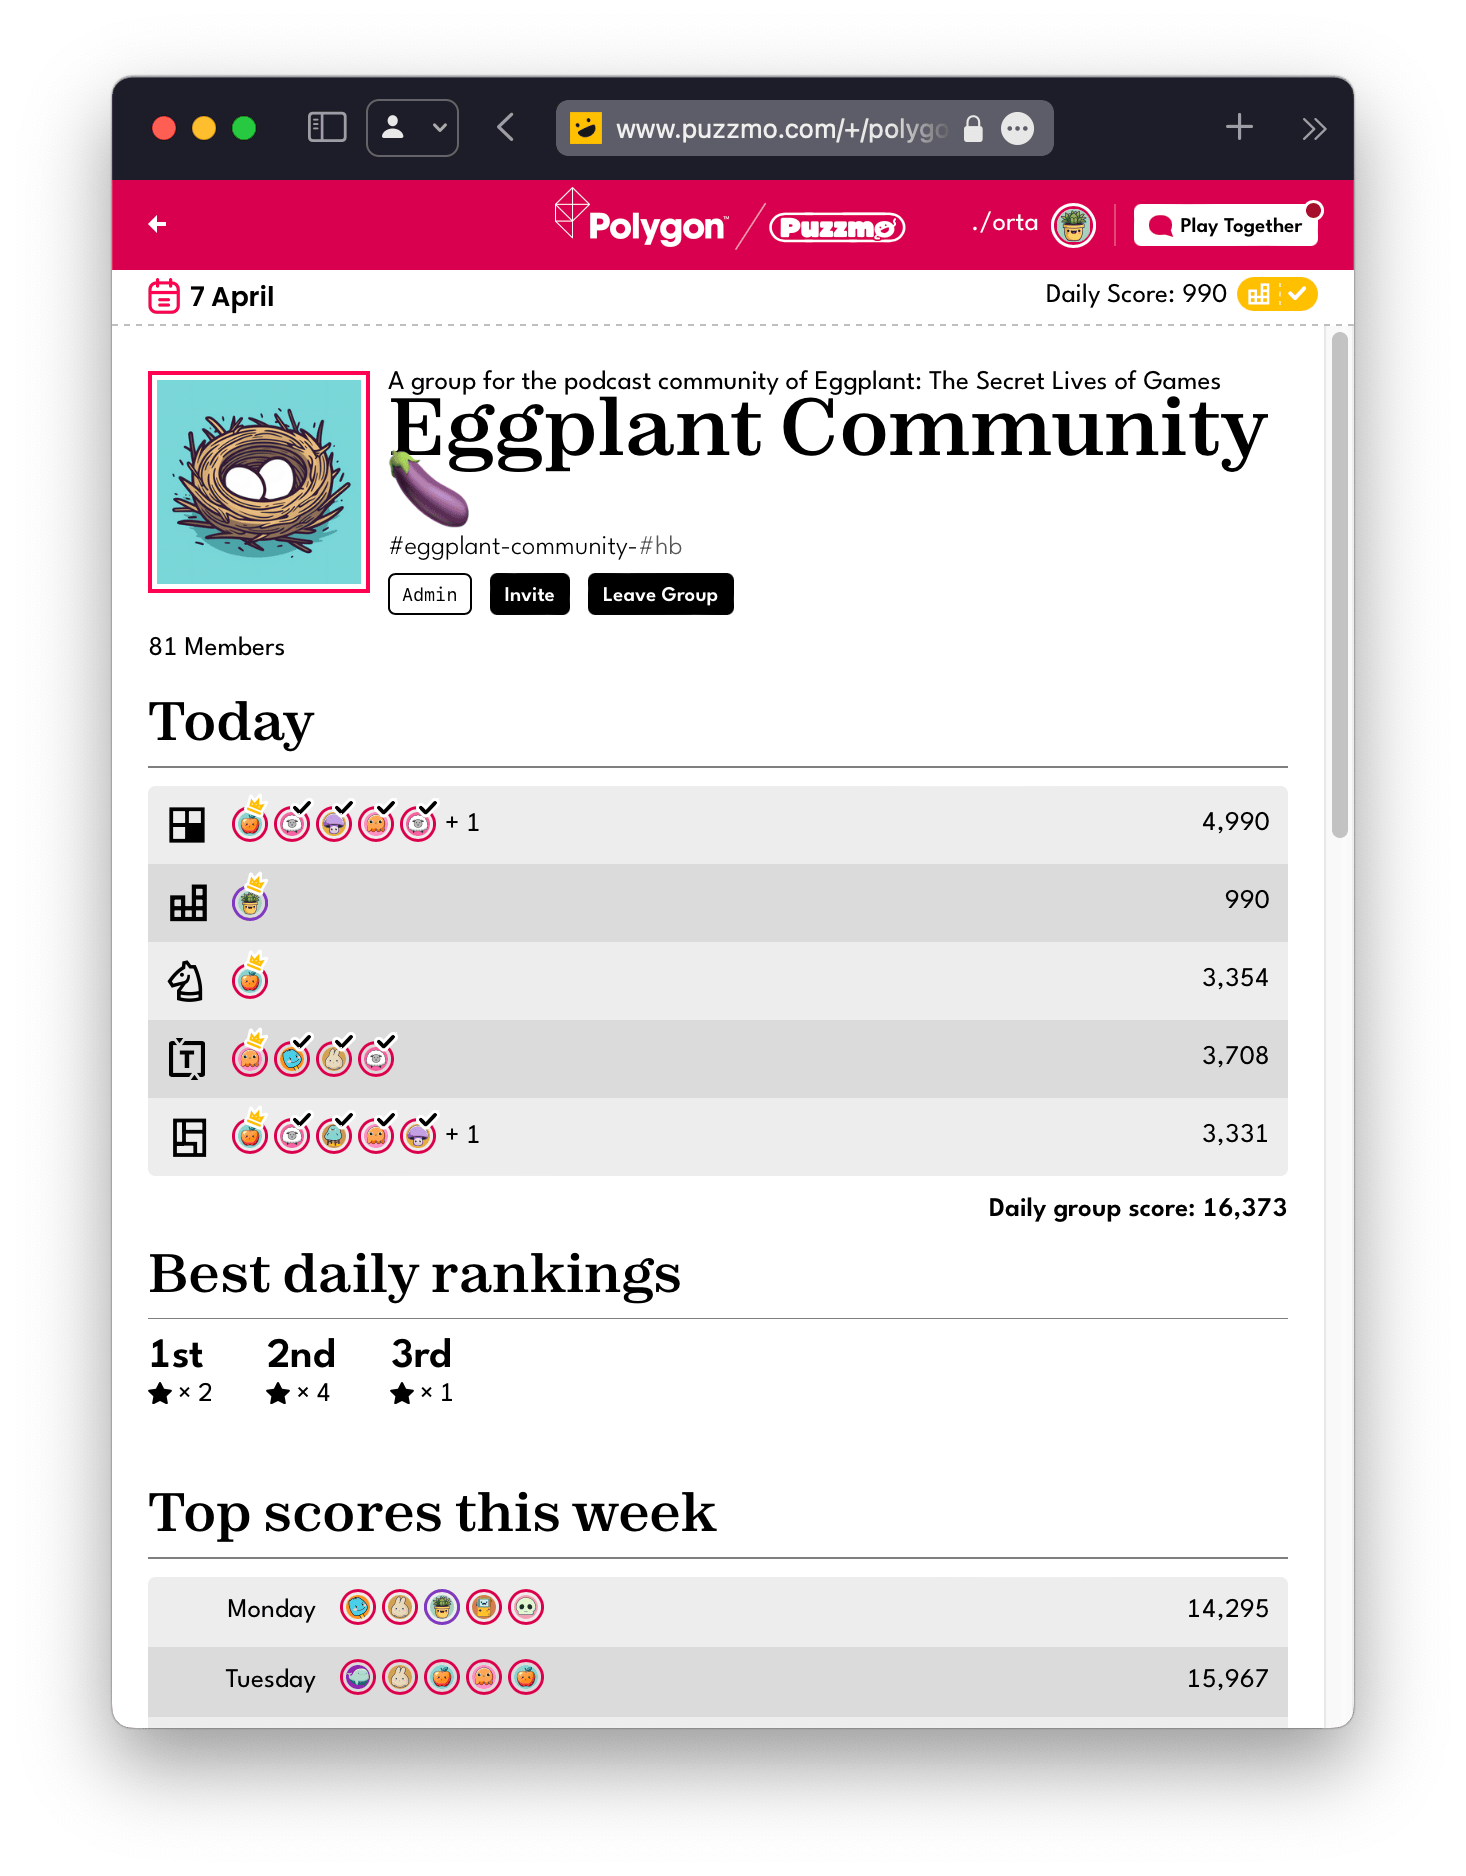 www.puzzmo.com/+/polygo
Polygon™ / Puzzmo
./orta
Play Together
7 April
Daily Score: 990
A group for the podcast community of Eggplant: The Secret Lives of Games
Eggplant Community
🍆
#eggplant-community-#hb
Admin
Invite
Leave Group
81 Members
Today
+ 1
4,990
990
3,354
T
3,708
+ 1
3,331
Daily group score: 16,373
Best daily rankings
1st 2nd 3rd
★ × 2 ★ × 4 ★ × 1
Top scores this week
Monday 14,295
Tuesday 15,967